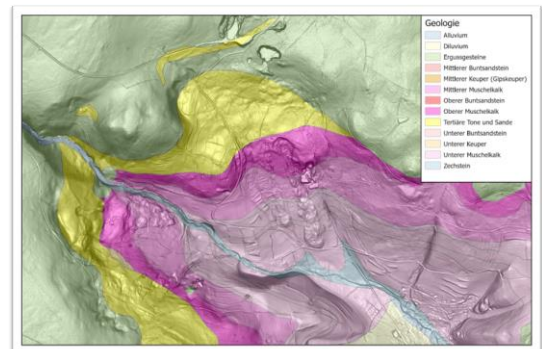 Geologie
Alluvium
Diluvium
Ergussgesteine
Mittlerer Buntsandstein
Mittlerer Keuper (Gipskeuper)
Mittlerer Muschelkalk
Oberer Buntsandstein
Oberer Muschelkalk
Tertiäre Tone und Sande
Unterer Buntsandstein
Unterer Keuper
Unterer Muschelkalk
Zechstein